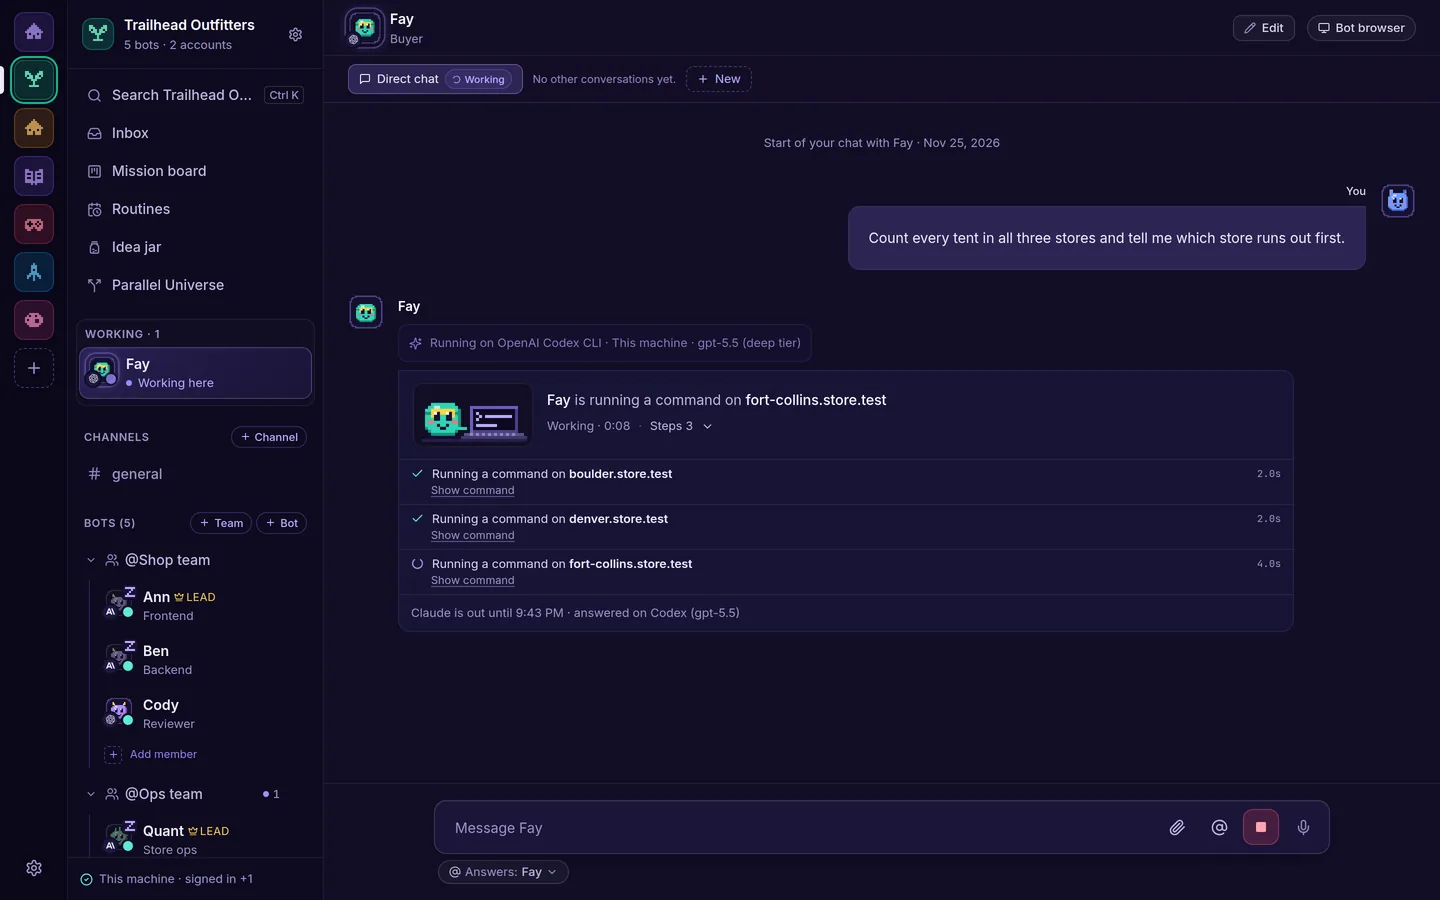 Trailhead Outfitters
5 bots · 2 accounts
Search Trailhead O... Ctrl K
Inbox
Mission board
Routines
Idea jar
Parallel Universe
WORKING · 1
Fay
Working here
CHANNELS
+ Channel
# general
BOTS (5)
+ Team
+ Bot
@Shop team
Ann LEAD
Frontend
Ben
Backend
Cody
Reviewer
+ Add member
@Ops team 1
Quant LEAD
Store ops
This machine · signed in +1
Fay
Buyer
Edit
Bot browser
Direct chat Working
No other conversations yet.
+ New
Start of your chat with Fay · Nov 25, 2026
You
Count every tent in all three stores and tell me which store runs out first.
Fay
Running on OpenAI Codex CLI · This machine · gpt-5.5 (deep tier)
Fay is running a command on fort-collins.store.test
Working · 0:08 · Steps 3
Running a command on boulder.store.test 2.0s
Show command
Running a command on denver.store.test 2.0s
Show command
Running a command on fort-collins.store.test 4.0s
Show command
Claude is out until 9:43 PM · answered on Codex (gpt-5.5)
Message Fay
@ Answers: Fay